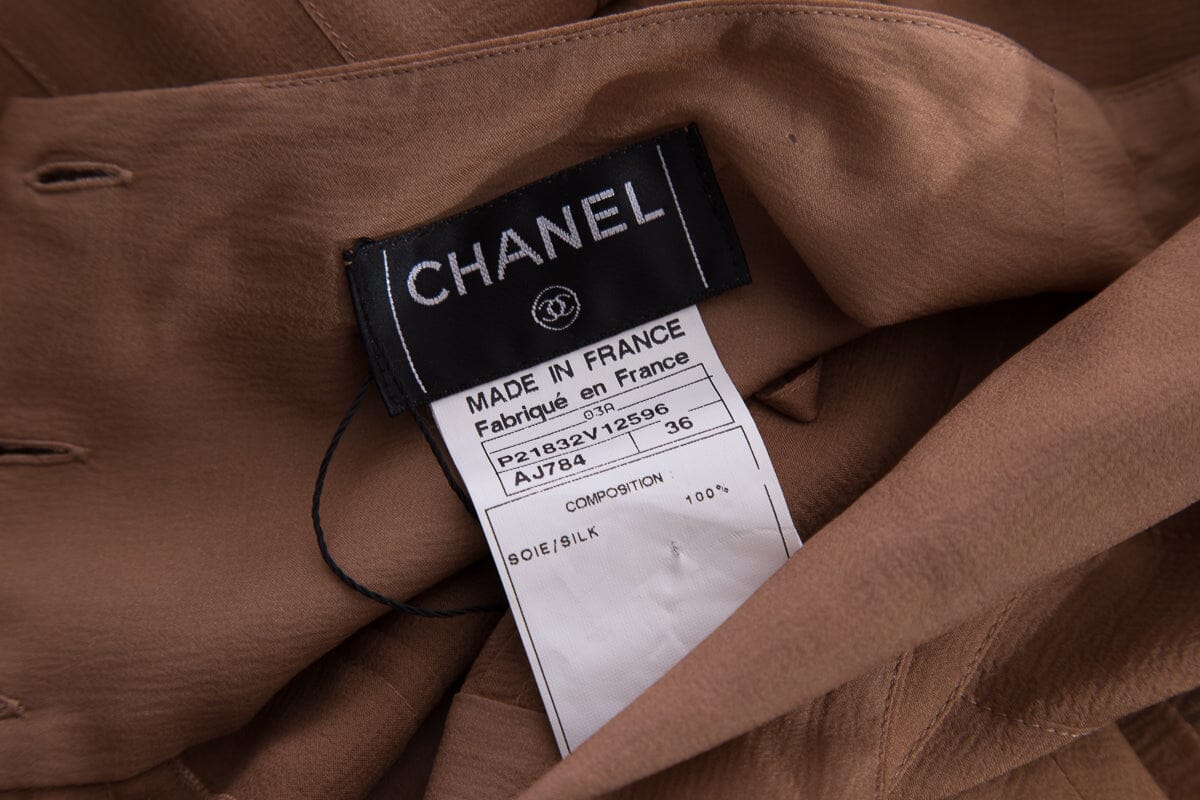 CHANEL
MADE IN FRANCE
Fabriqué en France
03A
P21832V12596
AJ784 36
COMPOSITION
100%
SOIE/SILK